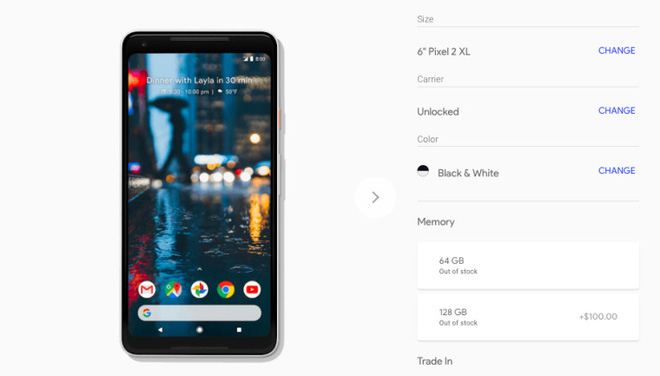 8:00
Dinner with Layla in 30 min
9:30 - 10:00 pm | 50°F
Size
6" Pixel 2 XL CHANGE
Carrier
Unlocked CHANGE
Color
Black & White CHANGE
Memory
64 GB
Out of stock
128 GB
Out of stock
+$100.00
Trade In